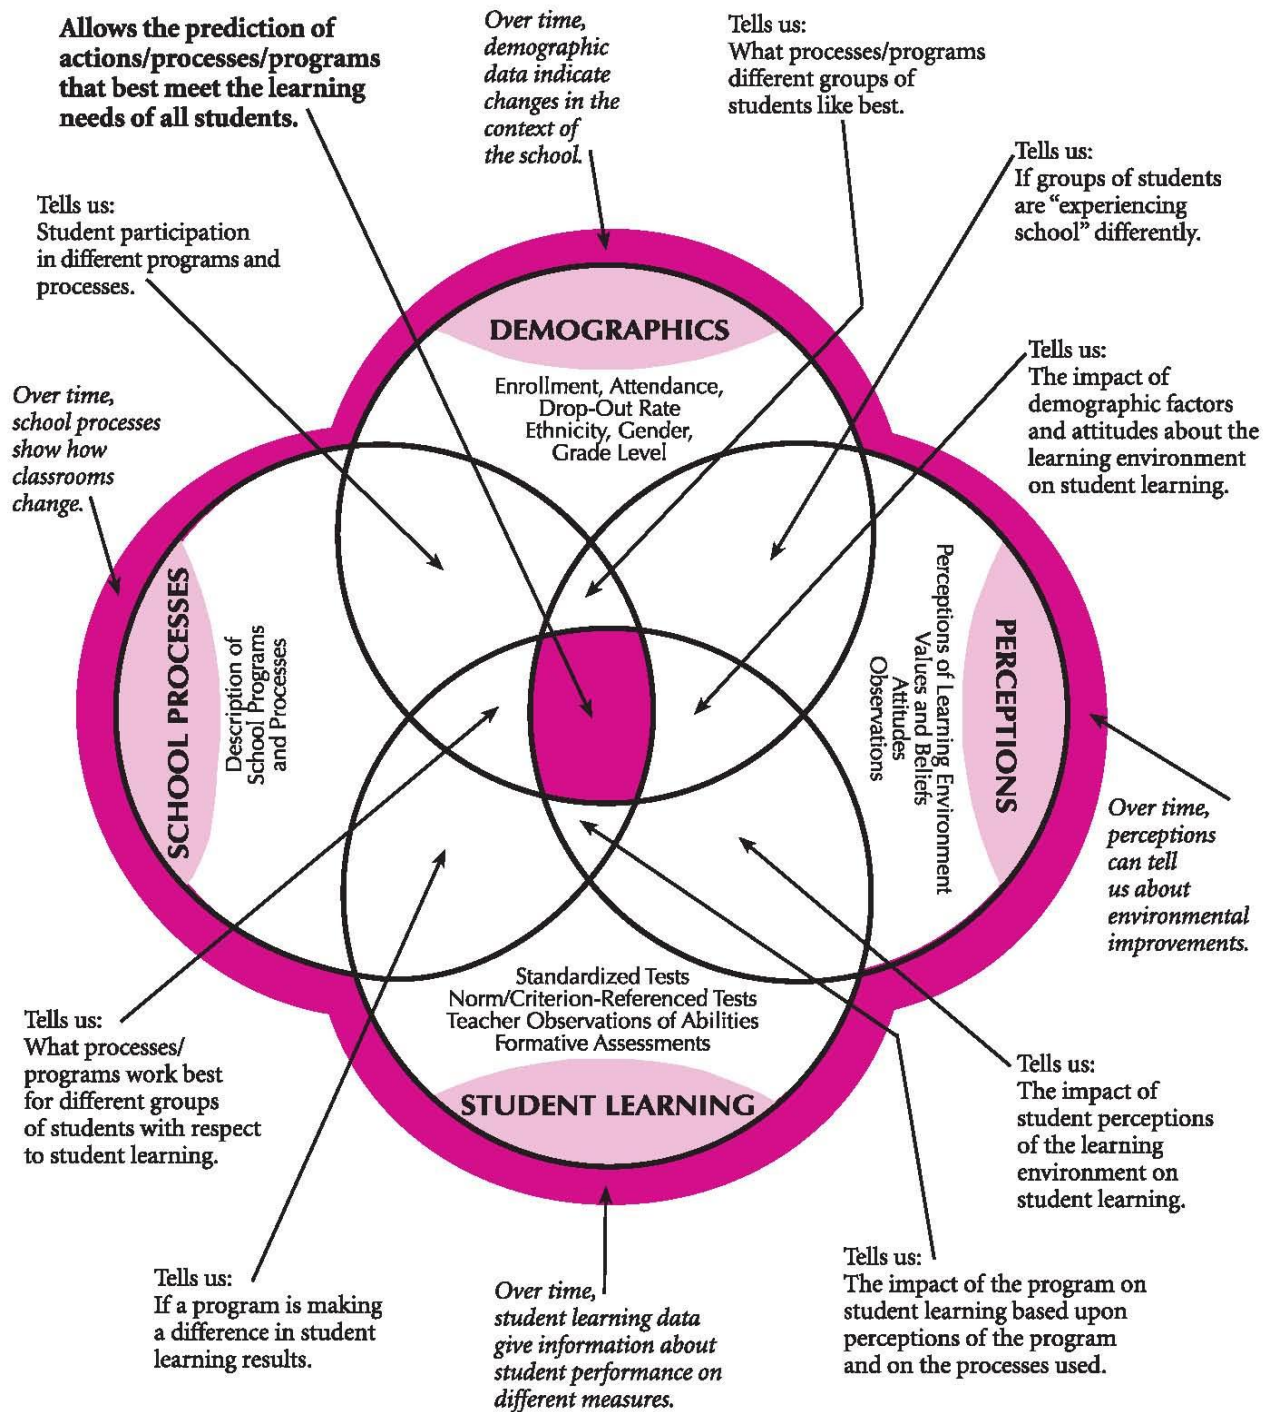 Allows the prediction of
actions/processes/programs
that best meet the learning
needs of all students.
Over time,
demographic
data indicate
changes in the
context of
the school.
Tells us:
What processes/programs
different groups of
students like best.
Tells us:
If groups of students
are “experiencing
school” differently.
Tells us:
Student participation
in different programs and
processes.
Tells us:
The impact of
demographic factors
and attitudes about the
learning environment
on student learning.
Over time,
school processes
show how
classrooms
change.
DEMOGRAPHICS
Enrollment, Attendance,
Drop-Out Rate
Ethnicity, Gender,
Grade Level
SCHOOL PROCESSES
Description of
School Programs
and Processes
PERCEPTIONS
Perceptions of Learning Environment
Values and Beliefs
Attitudes
Observations
Over time,
perceptions
can tell
us about
environmental
improvements.
Standardized Tests
Norm/Criterion-Referenced Tests
Teacher Observations of Abilities
Formative Assessments
STUDENT LEARNING
Tells us:
What processes/
programs work best
for different groups
of students with respect
to student learning.
Tells us:
The impact of
student perceptions
of the learning
environment on
student learning.
Tells us:
If a program is making
a difference in student
learning results.
Over time,
student learning data
give information about
student performance on
different measures.
Tells us:
The impact of the program on
student learning based upon
perceptions of the program
and on the processes used.